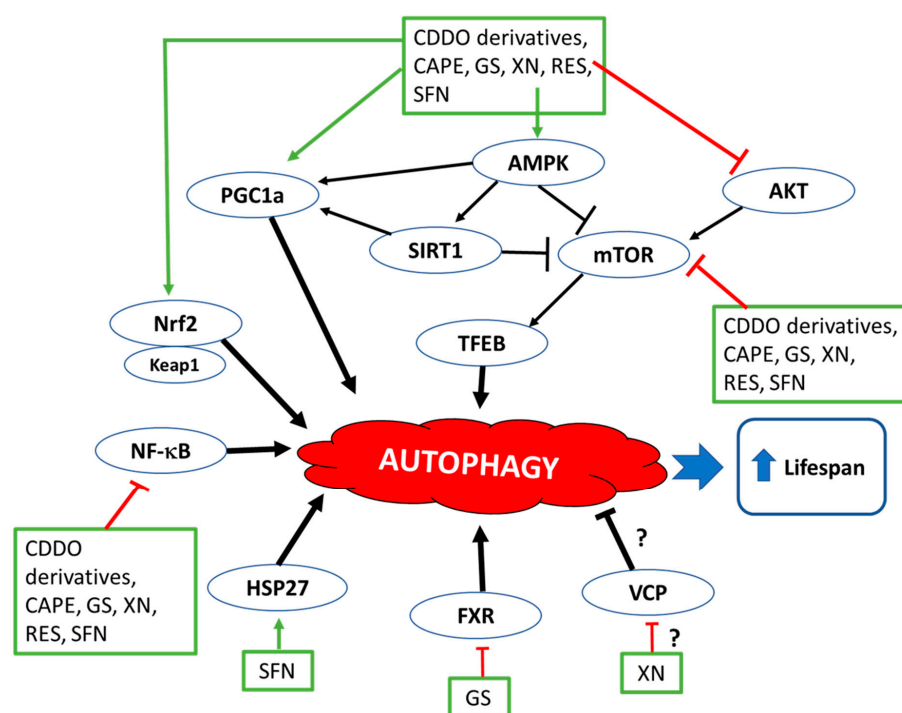 CDDO derivatives,
CAPE, GS, XN, RES,
SFN
AMPK
PGC1a
AKT
SIRT1
mTOR
Nrf2
Keap1
TFEB
CDDO derivatives,
CAPE, GS, XN,
RES, SFN
NF-κB
AUTOPHAGY
Lifespan
CDDO
derivatives,
CAPE, GS, XN,
RES, SFN
HSP27
FXR
VCP
?
?
SFN
GS
XN